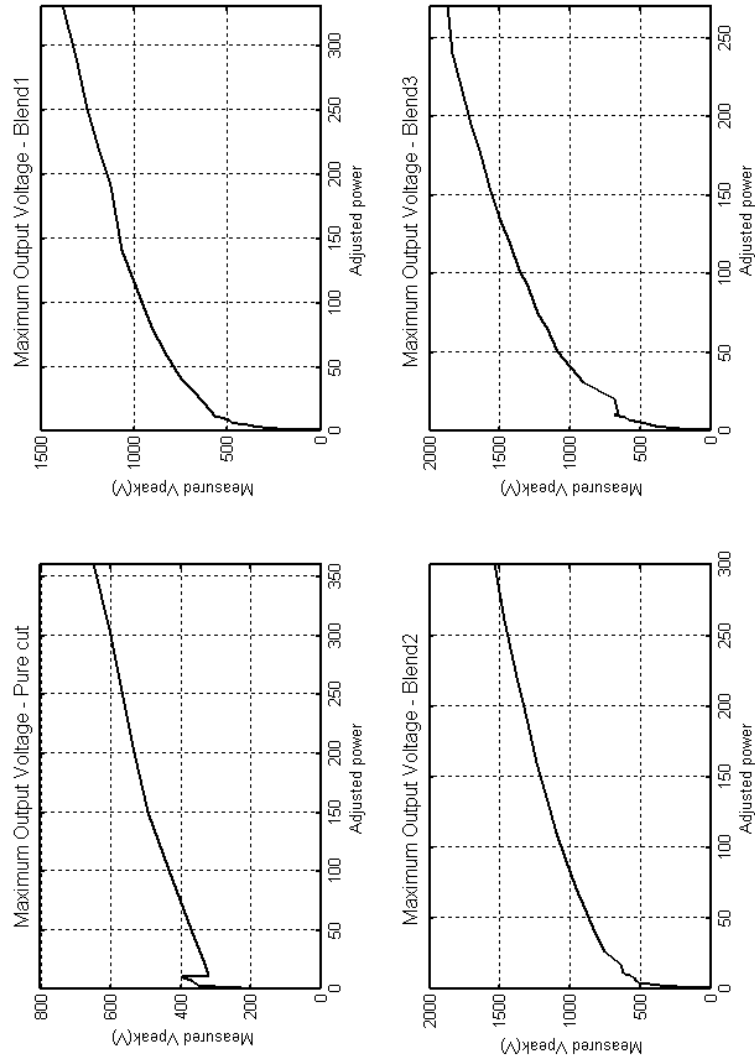 Maximum Output Voltage - Pure cut
Measured Vpeak(V)
800
600
400
200
0
0 50 100 150 200 250 300 350
Adjusted power
Maximum Output Voltage - Blend1
Measured Vpeak(V)
1500
1000
500
0
0 50 100 150 200 250 300
Adjusted power
Maximum Output Voltage - Blend2
Measured Vpeak(V)
2000
1500
1000
500
0
0 50 100 150 200 250 300
Adjusted power
Maximum Output Voltage - Blend3
Measured Vpeak(V)
2000
1500
1000
500
0
0 50 100 150 200 250
Adjusted power